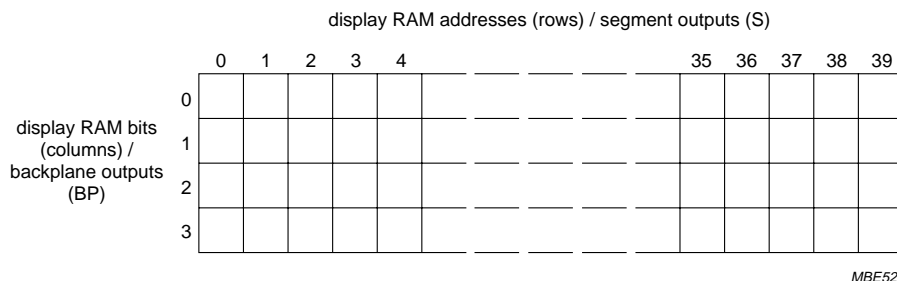 display RAM addresses (rows) / segment outputs (S)
0 1 2 3 4 35 36 37 38 39
0
display RAM bits
1
(columns) /
backplane outputs
2
(BP)
3
MBE52